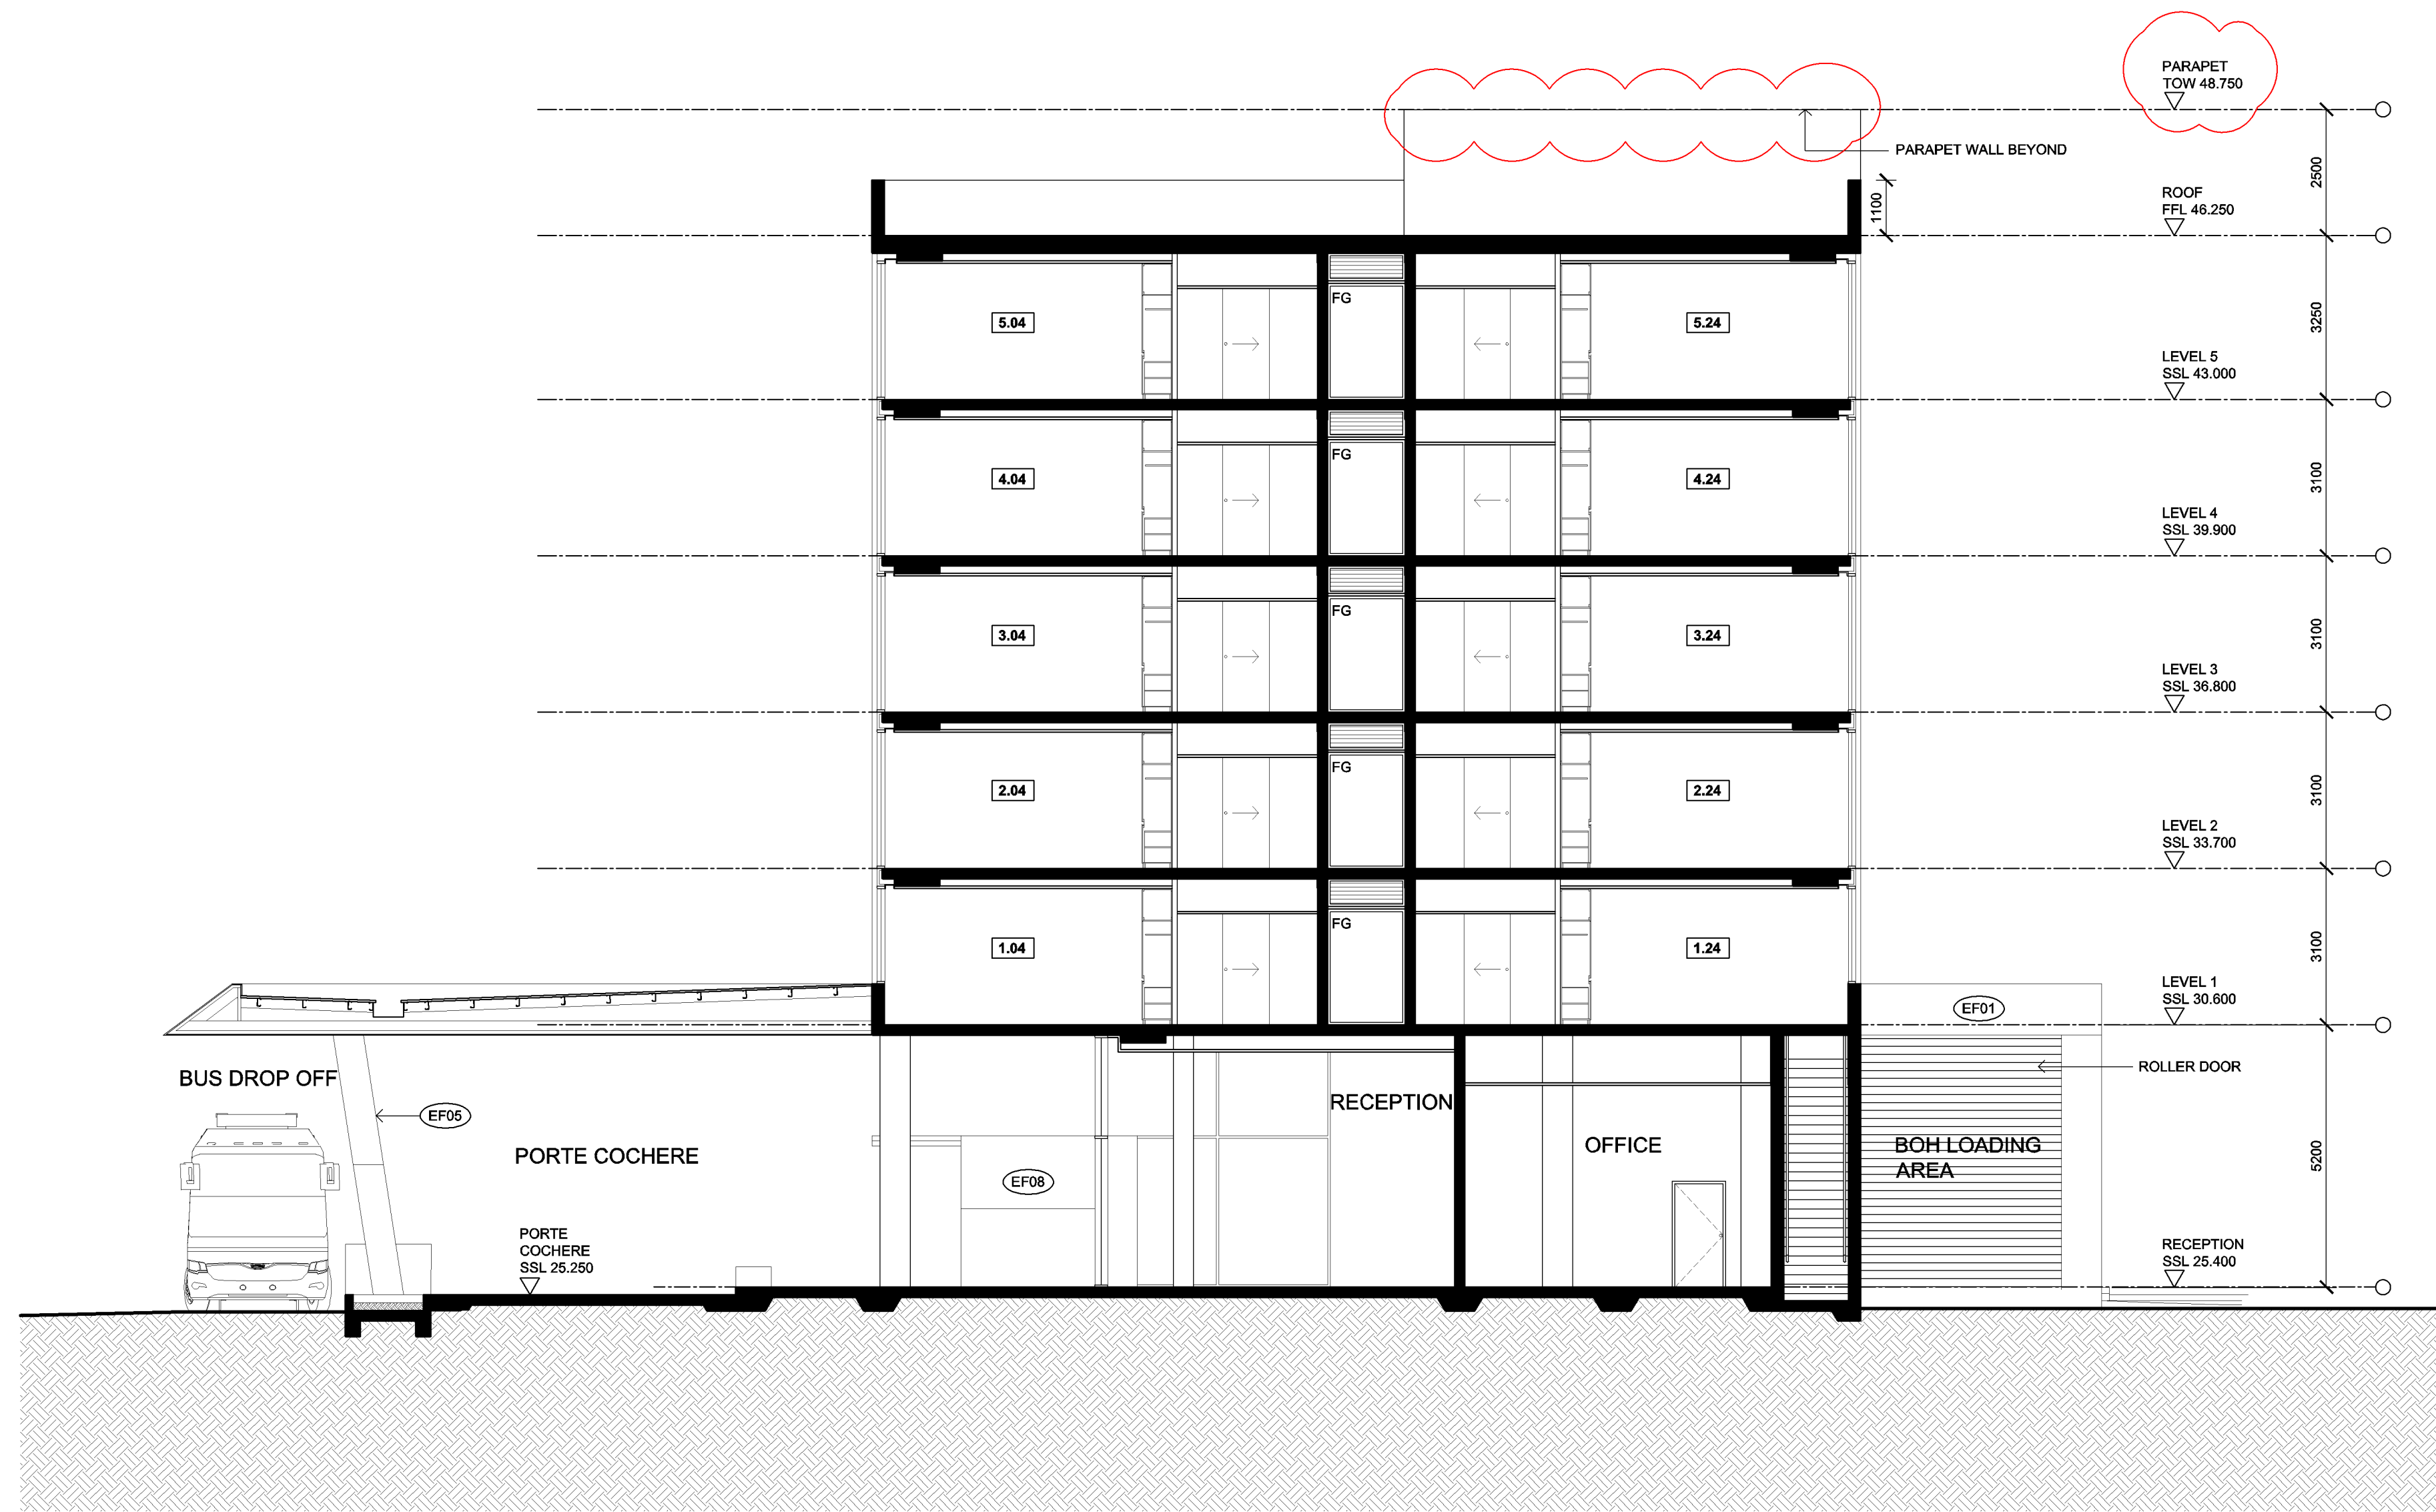 PARAPET
TOW 48.750
PARAPET WALL BEYOND
2500
ROOF
FFL 46.250
1100
FG
5.04
5.24
3250
LEVEL 5
SSL 43.000
FG
4.04
4.24
3100
LEVEL 4
SSL 39.900
FG
3.04
3.24
3100
LEVEL 3
SSL 36.800
FG
2.04
2.24
3100
LEVEL 2
SSL 33.700
FG
1.04
1.24
3100
LEVEL 1
SSL 30.600
EF01
ROLLER DOOR
BUS DROP OFF
EF05
RECEPTION
PORTE COCHERE
OFFICE
BOH LOADING
AREA
5200
EF08
PORTE
COCHERE
SSL 25.250
RECEPTION
SSL 25.400